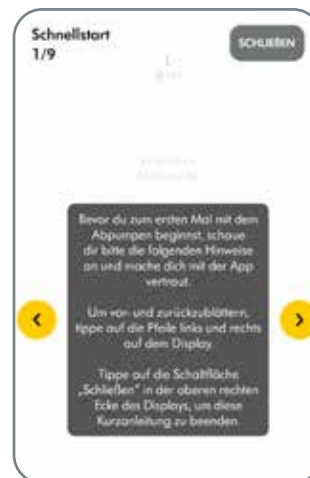 Schnellstart
1/9
SCHLIEßEN
Bevor du zum ersten Mal mit dem
Abpumpen beginnst, schaue
dir bitte die folgenden Hinweise
an und mache dich mit der App
vertraut.
Um vor- und zurückzublättern,
tippe auf die Pfeile links und rechts
auf dem Display.
Tippe auf die Schaltfläche
„Schließen" in der oberen rechten
Ecke des Displays, um diese
Kurzanleitung zu beenden.